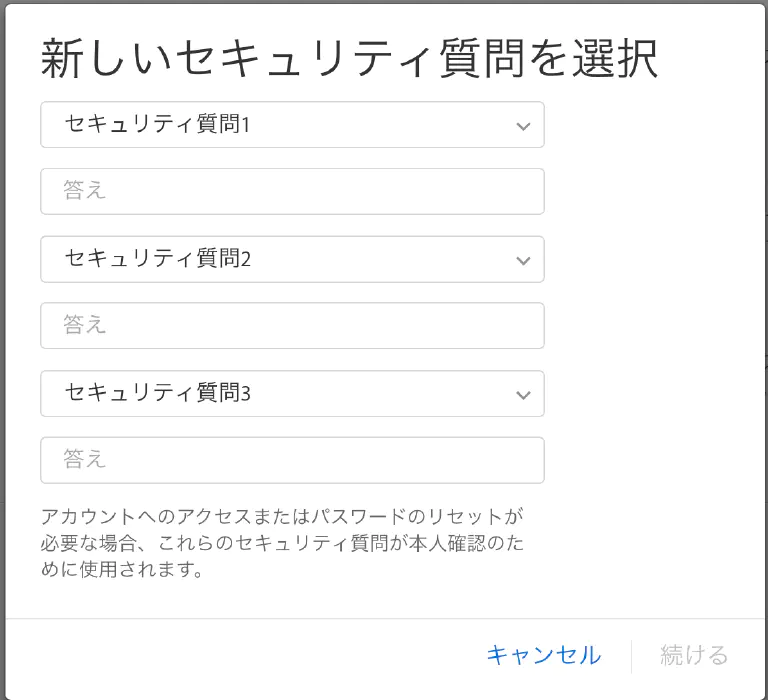 新しいセキュリティ質問を選択
セキュリティ質問1
答え
セキュリティ質問2
答え
セキュリティ質問3
答え
アカウントへのアクセスまたはパスワードのリセットが
必要な場合、これらのセキュリティ質問が本人確認のた
めに使用されます。
キャンセル
続ける